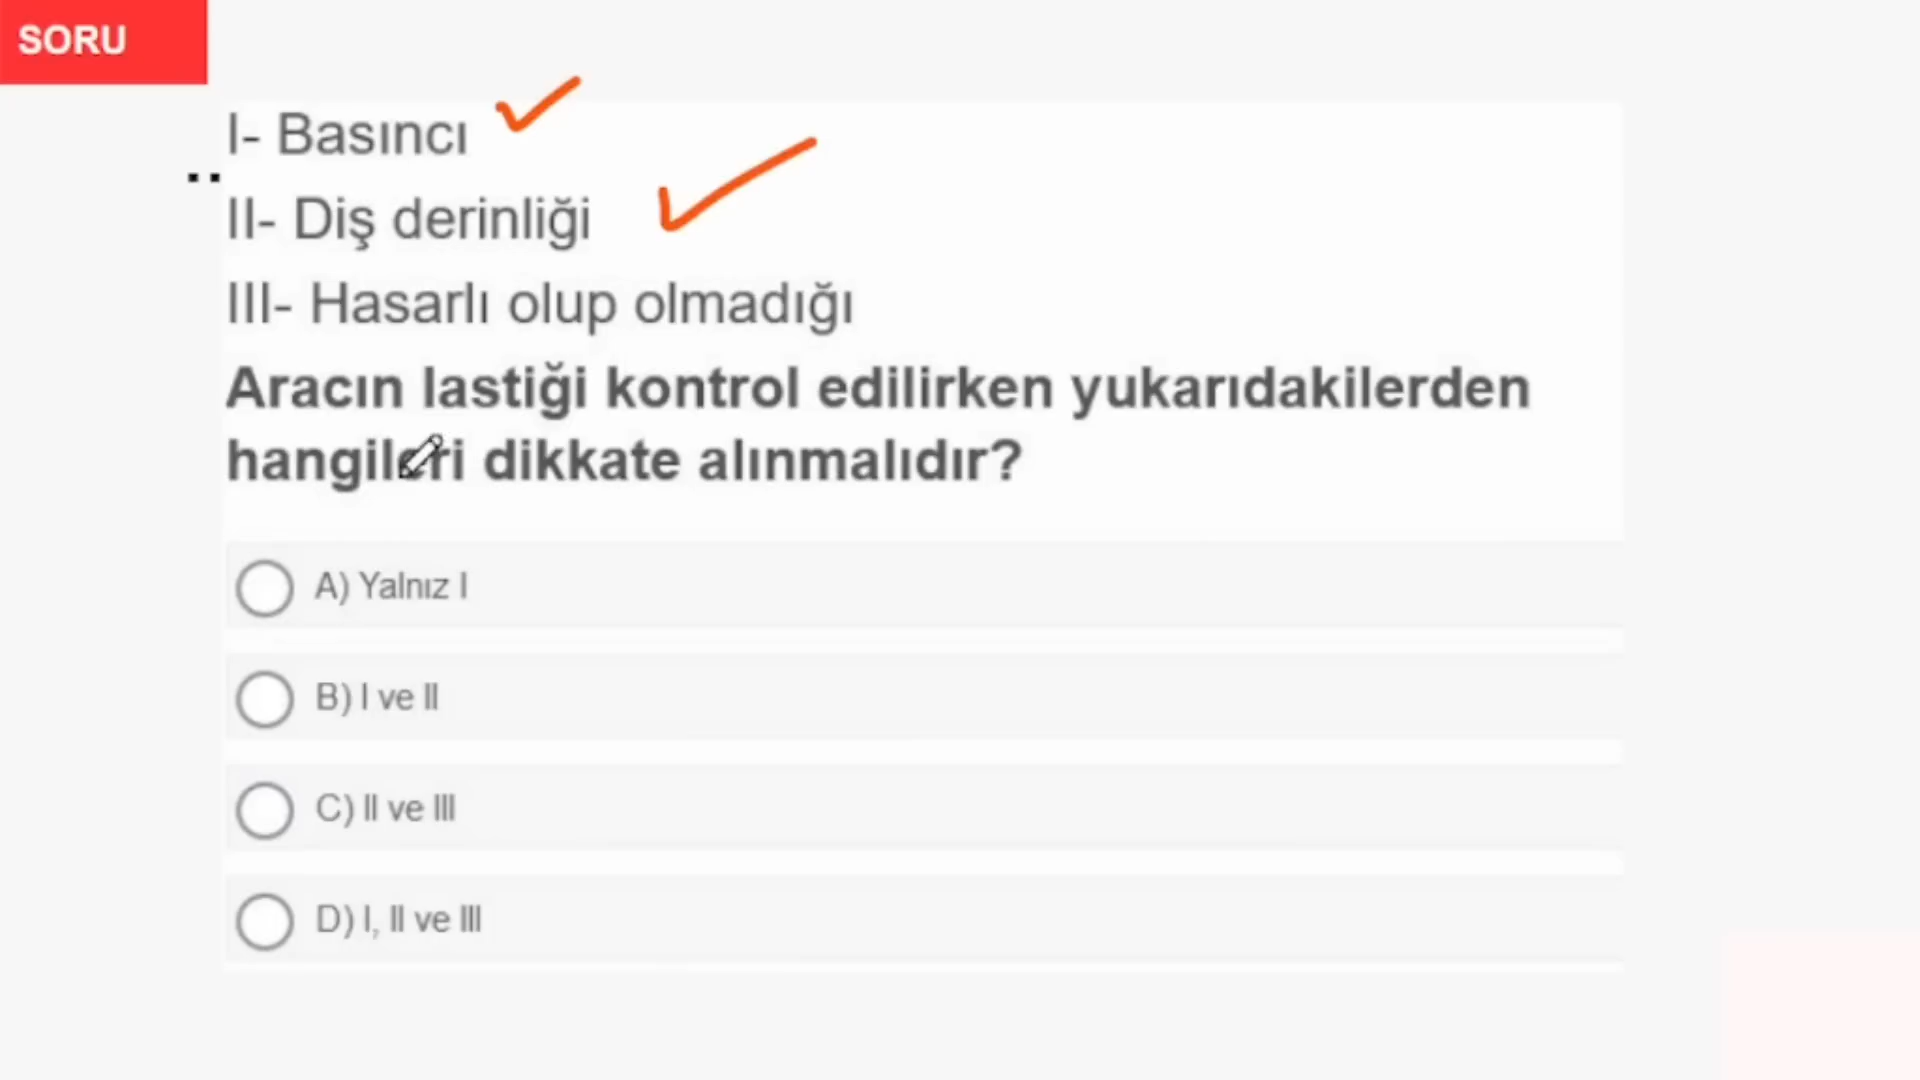 SORU
I- Basıncı
II- Diş derinliği
III- Hasarlı olup olmadığı
Aracın lastiği kontrol edilirken yukarıdakilerden
hangileri dikkate alınmalıdır?
A) Yalnız I
B) I ve II
C) II ve III
D) I, II ve III